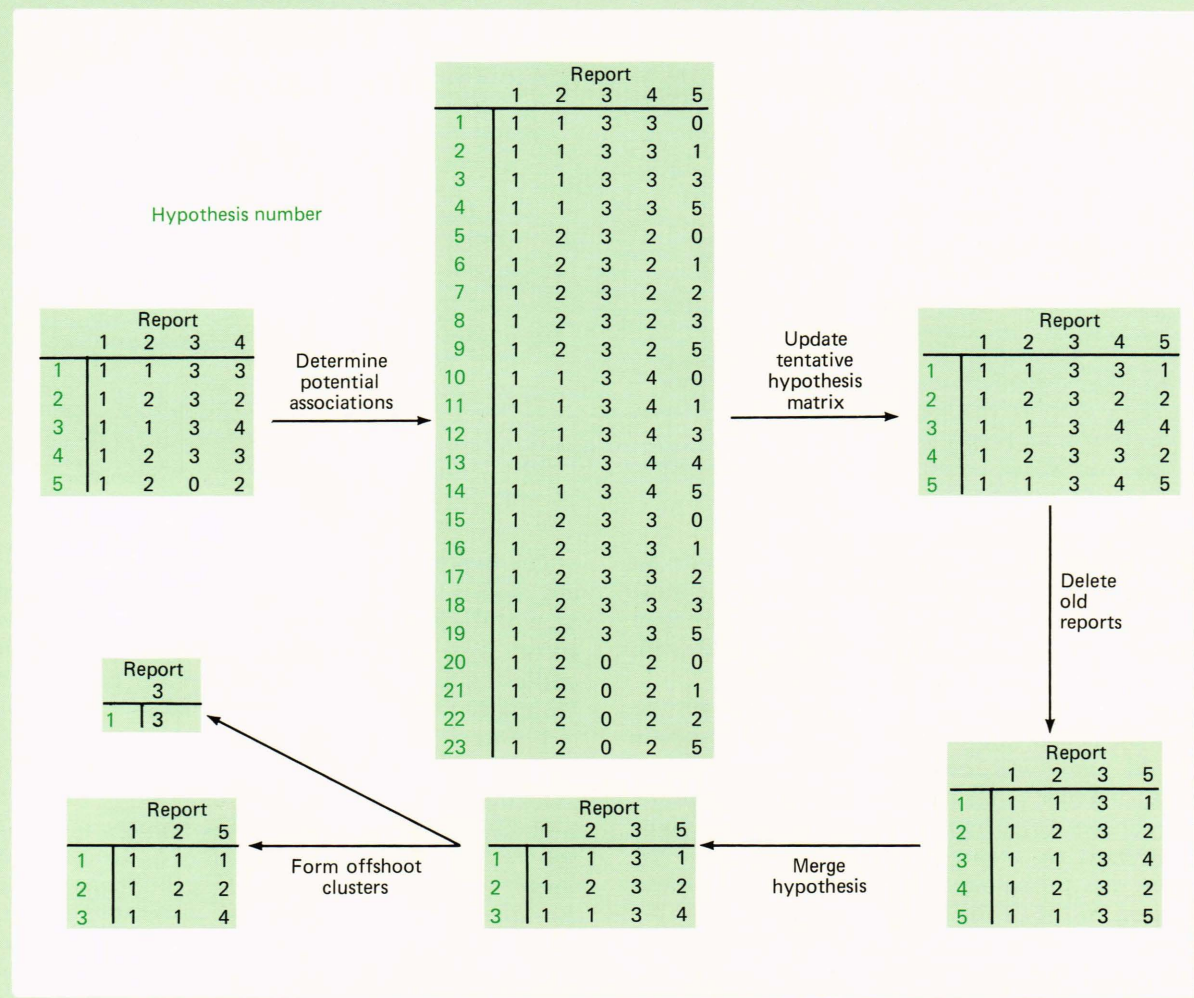 Hypothesis number
Report
1 2 3 4
1 1 1 3 3
2 1 2 3 2
3 1 1 3 4
4 1 2 3 3
5 1 2 0 2
Determine
potential
associations
Report
1 2 3 4 5
1 1 1 3 3 0
2 1 1 3 3 1
3 1 1 3 3 3
4 1 1 3 3 5
5 1 2 3 2 0
6 1 2 3 2 1
7 1 2 3 2 2
8 1 2 3 2 3
9 1 2 3 2 5
10 1 1 3 4 0
11 1 1 3 4 1
12 1 1 3 4 3
13 1 1 3 4 4
14 1 1 3 4 5
15 1 2 3 3 0
16 1 2 3 3 1
17 1 2 3 3 2
18 1 2 3 3 3
19 1 2 3 3 5
20 1 2 0 2 0
21 1 2 0 2 1
22 1 2 0 2 2
23 1 2 0 2 5
Update
tentative
hypothesis
matrix
Report
1 2 3 4 5
1 1 1 3 3 1
2 1 2 3 2 2
3 1 1 3 4 4
4 1 2 3 3 2
5 1 1 3 4 5
Delete
old
reports
Report
1 2 3 5
1 1 1 3 1
2 1 2 3 2
3 1 1 3 4
4 1 2 3 2
5 1 1 3 5
Merge
hypothesis
Report
1 2 3 5
1 1 1 3 1
2 1 2 3 2
3 1 1 3 4
Form offshoot
clusters
Report
3
1 3
Report
1 2 5
1 1 1 1
2 1 2 2
3 1 1 4